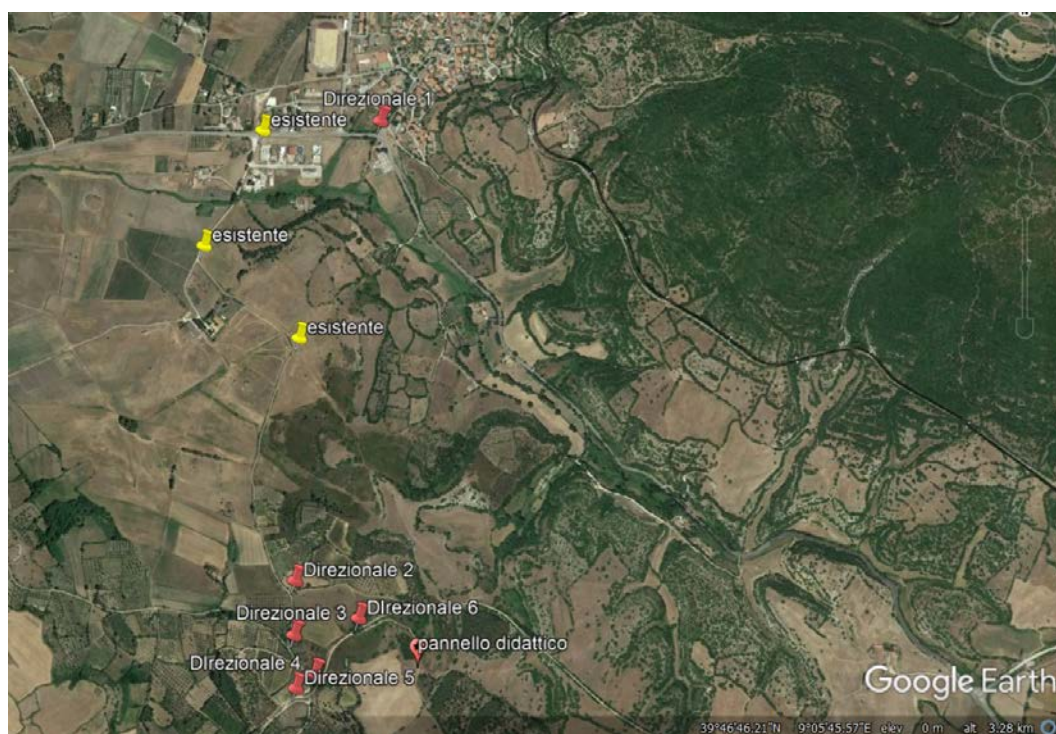 Direzionale 1
esistente
esistente
esistente
Direzionale 2
Direzionale 3
DIrezionale 6
pannello didattico
DIrezionale 4
Direzionale 5
Google Earth
39°46'46.21"N 9°05'45.57"E elev 0 m alt 3.28 km